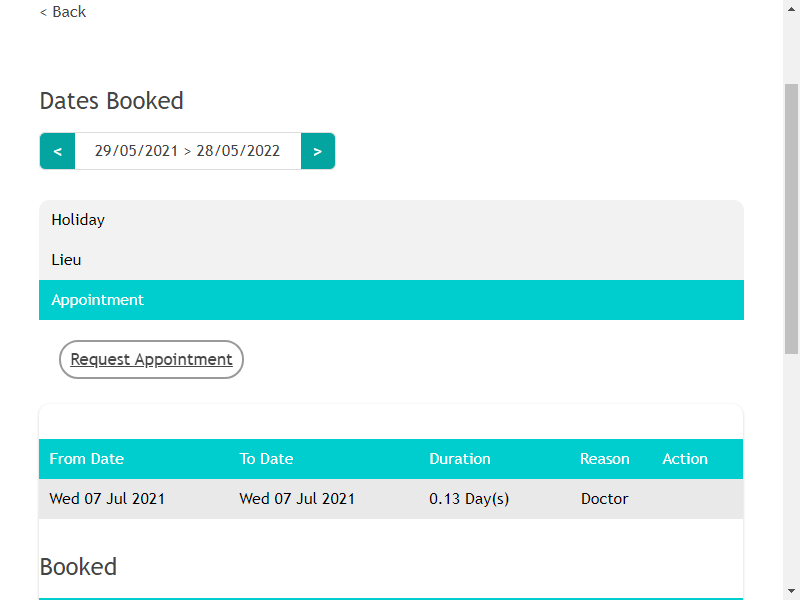 < Back
Dates Booked
< 29/05/2021 > 28/05/2022 >
Holiday
Lieu
Appointment
Request Appointment
From Date To Date Duration Reason Action
Wed 07 Jul 2021 Wed 07 Jul 2021 0.13 Day(s) Doctor
Booked